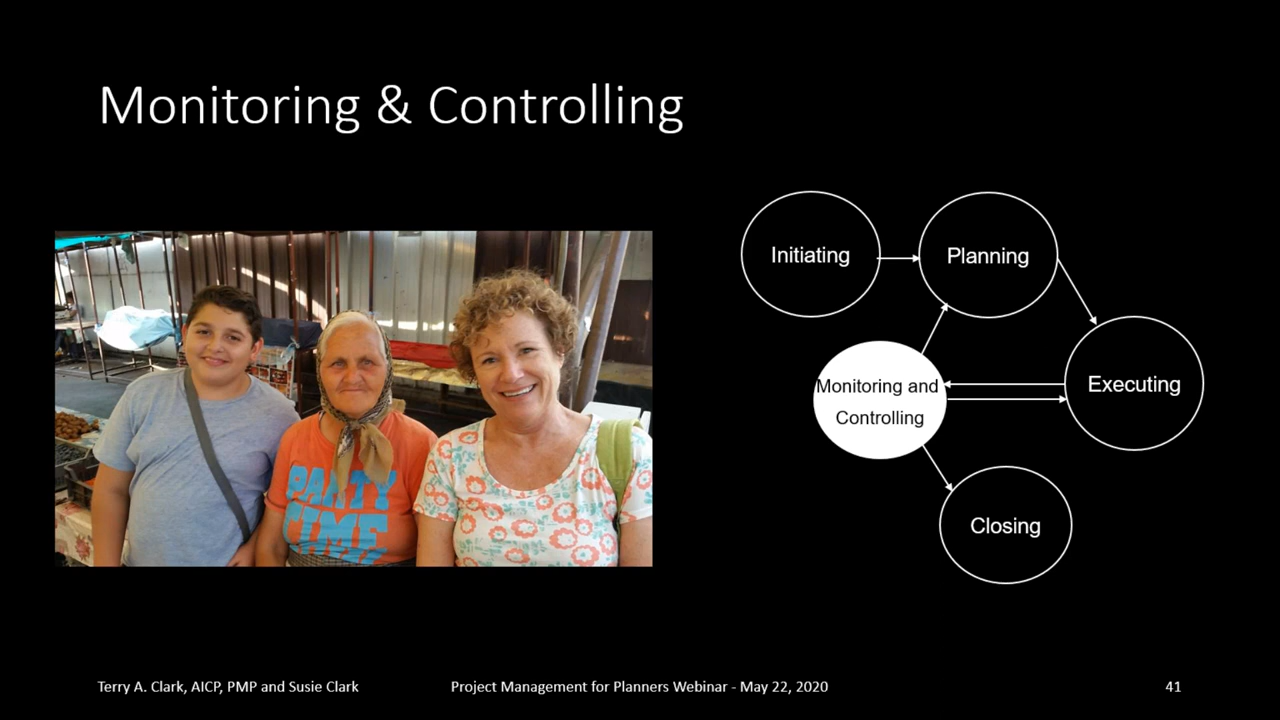 Monitoring & Controlling
Initiating
Planning
Monitoring and
Controlling
Executing
Closing
PARTY
TIME
Terry A. Clark, AICP, PMP and Susie Clark
Project Management for Planners Webinar - May 22, 2020
41